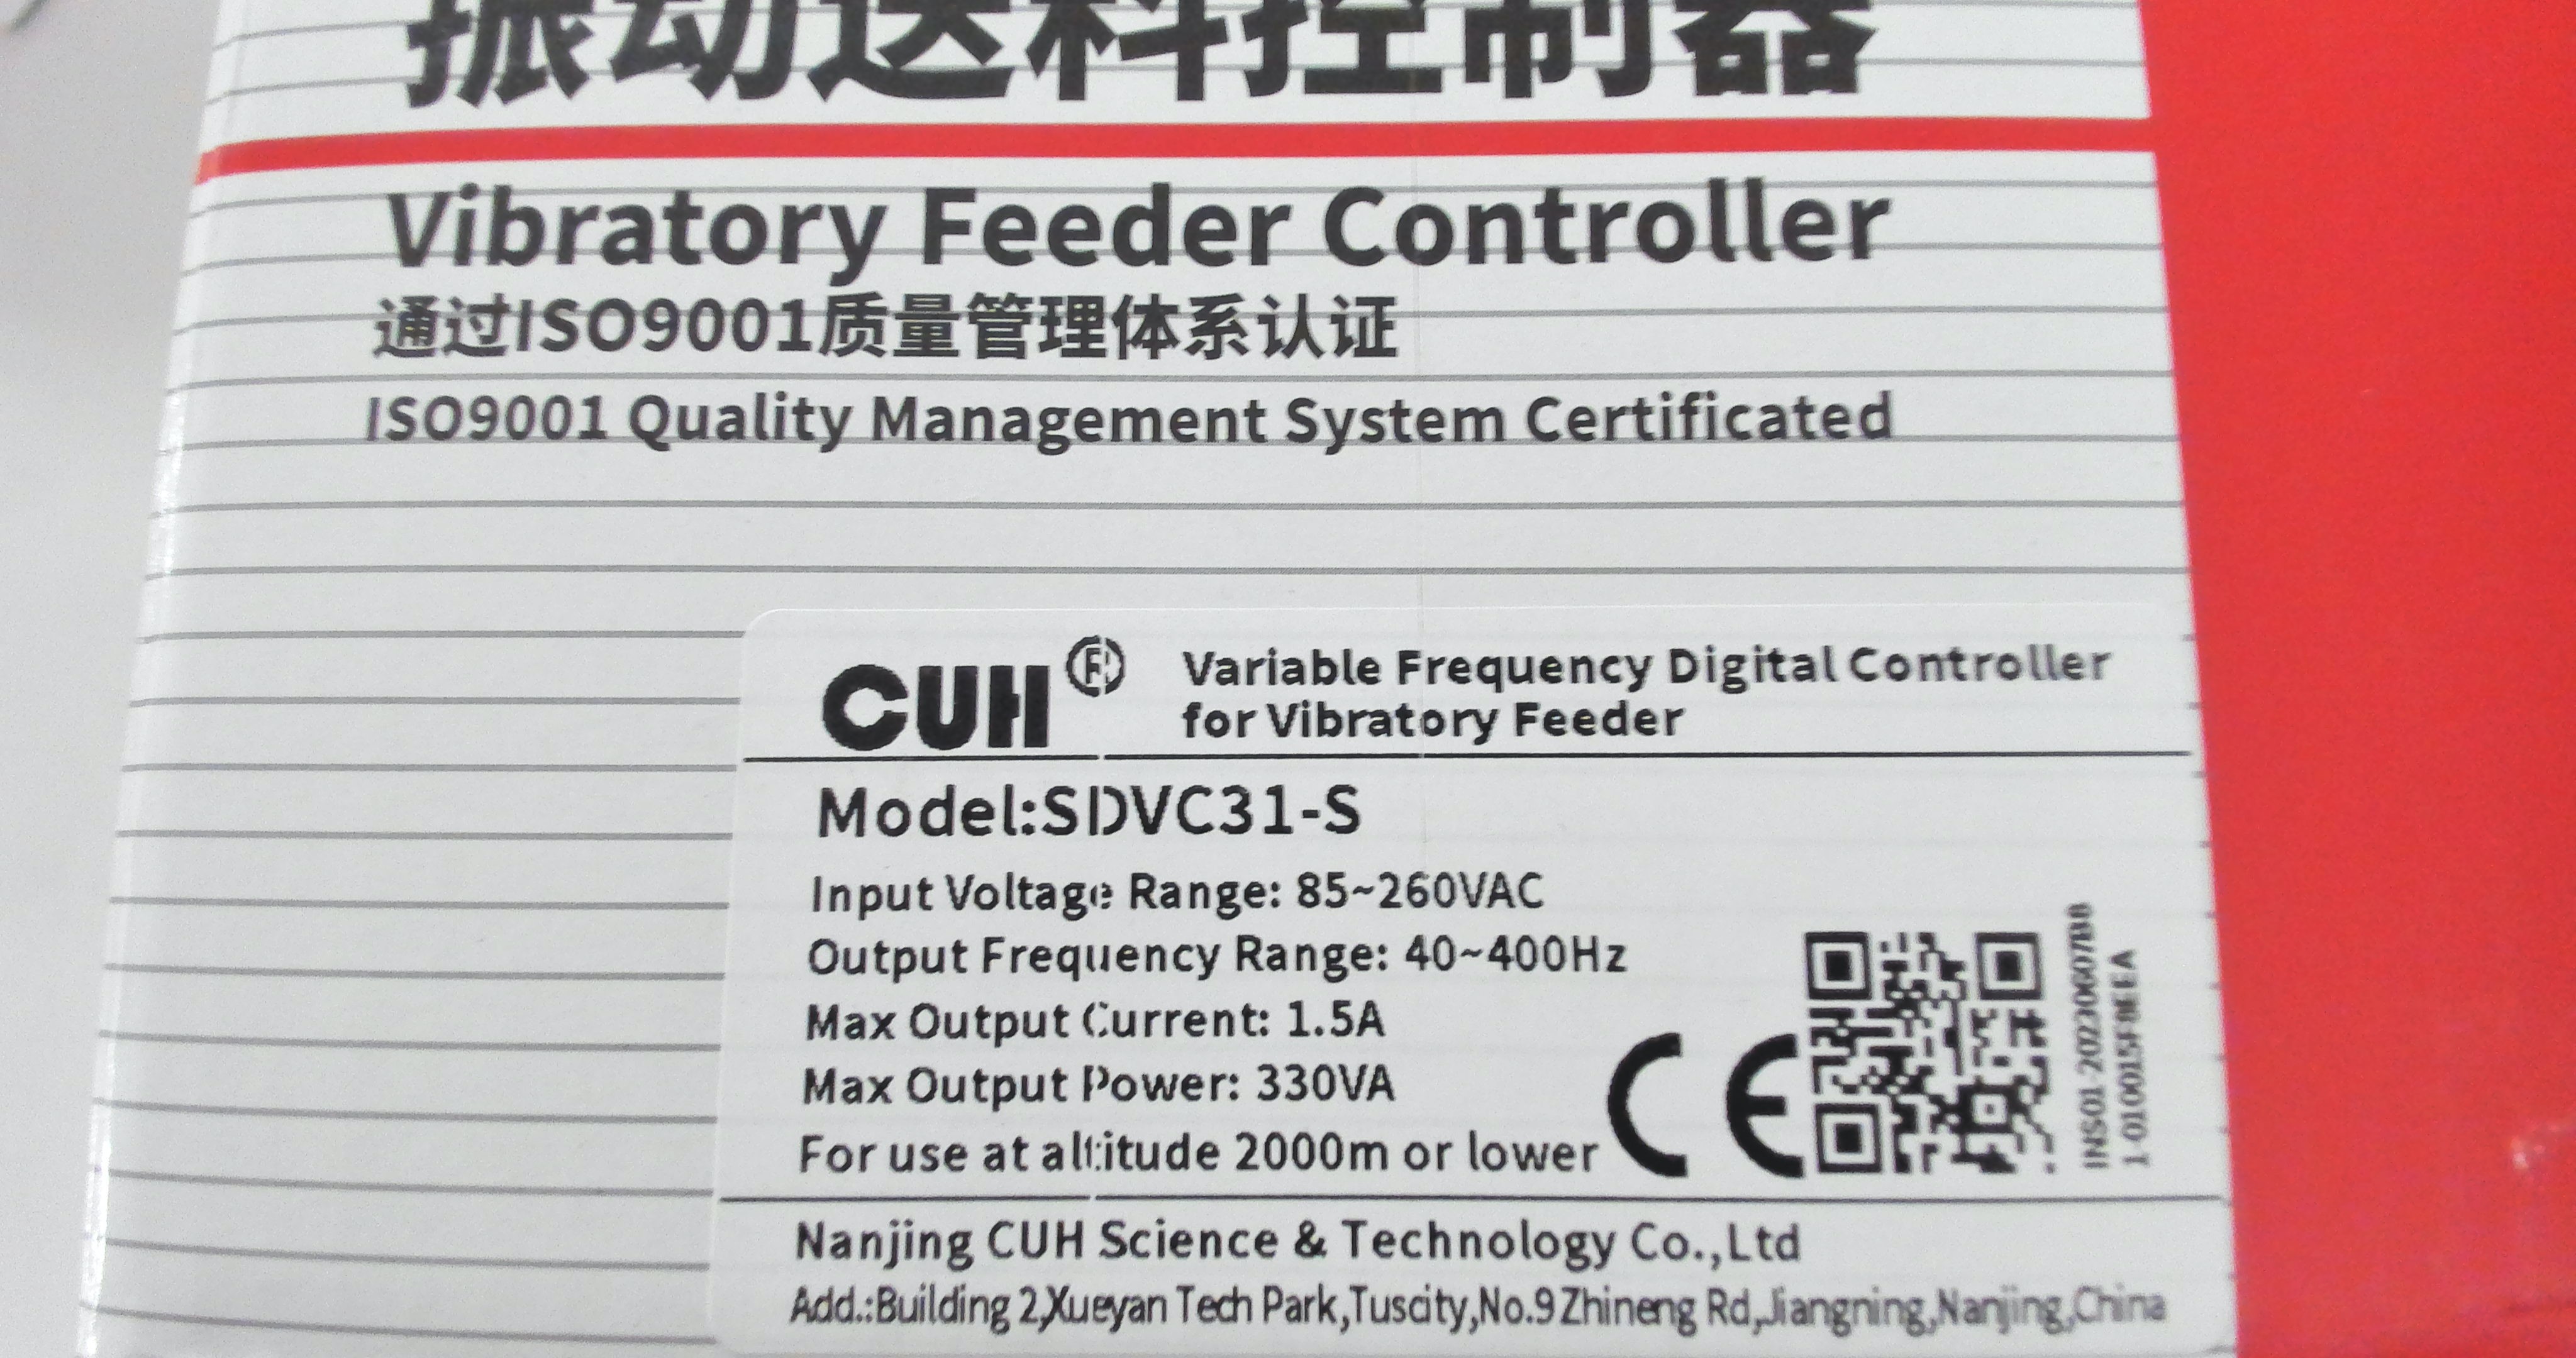 振动送料控制器
Vibratory Feeder Controller
通过ISO9001质量管理体系认证
ISO9001 Quality Management System Certificated
CUH®
Variable Frequency Digital Controller
for Vibratory Feeder
Model:SDVC31-S
Input Voltage Range: 85~260VAC
Output Frequency Range: 40~400Hz
Max Output Current: 1.5A
Max Output Power: 330VA
For use at altitude 2000m or lower
CE
INS01-20230607BB
Nanjing CUH Science & Technology Co.,Ltd
Add.:Building 2,Xueyan Tech Park,Tuscity,No.9 Zhineng Rd,Jiangning,Nanjing,China